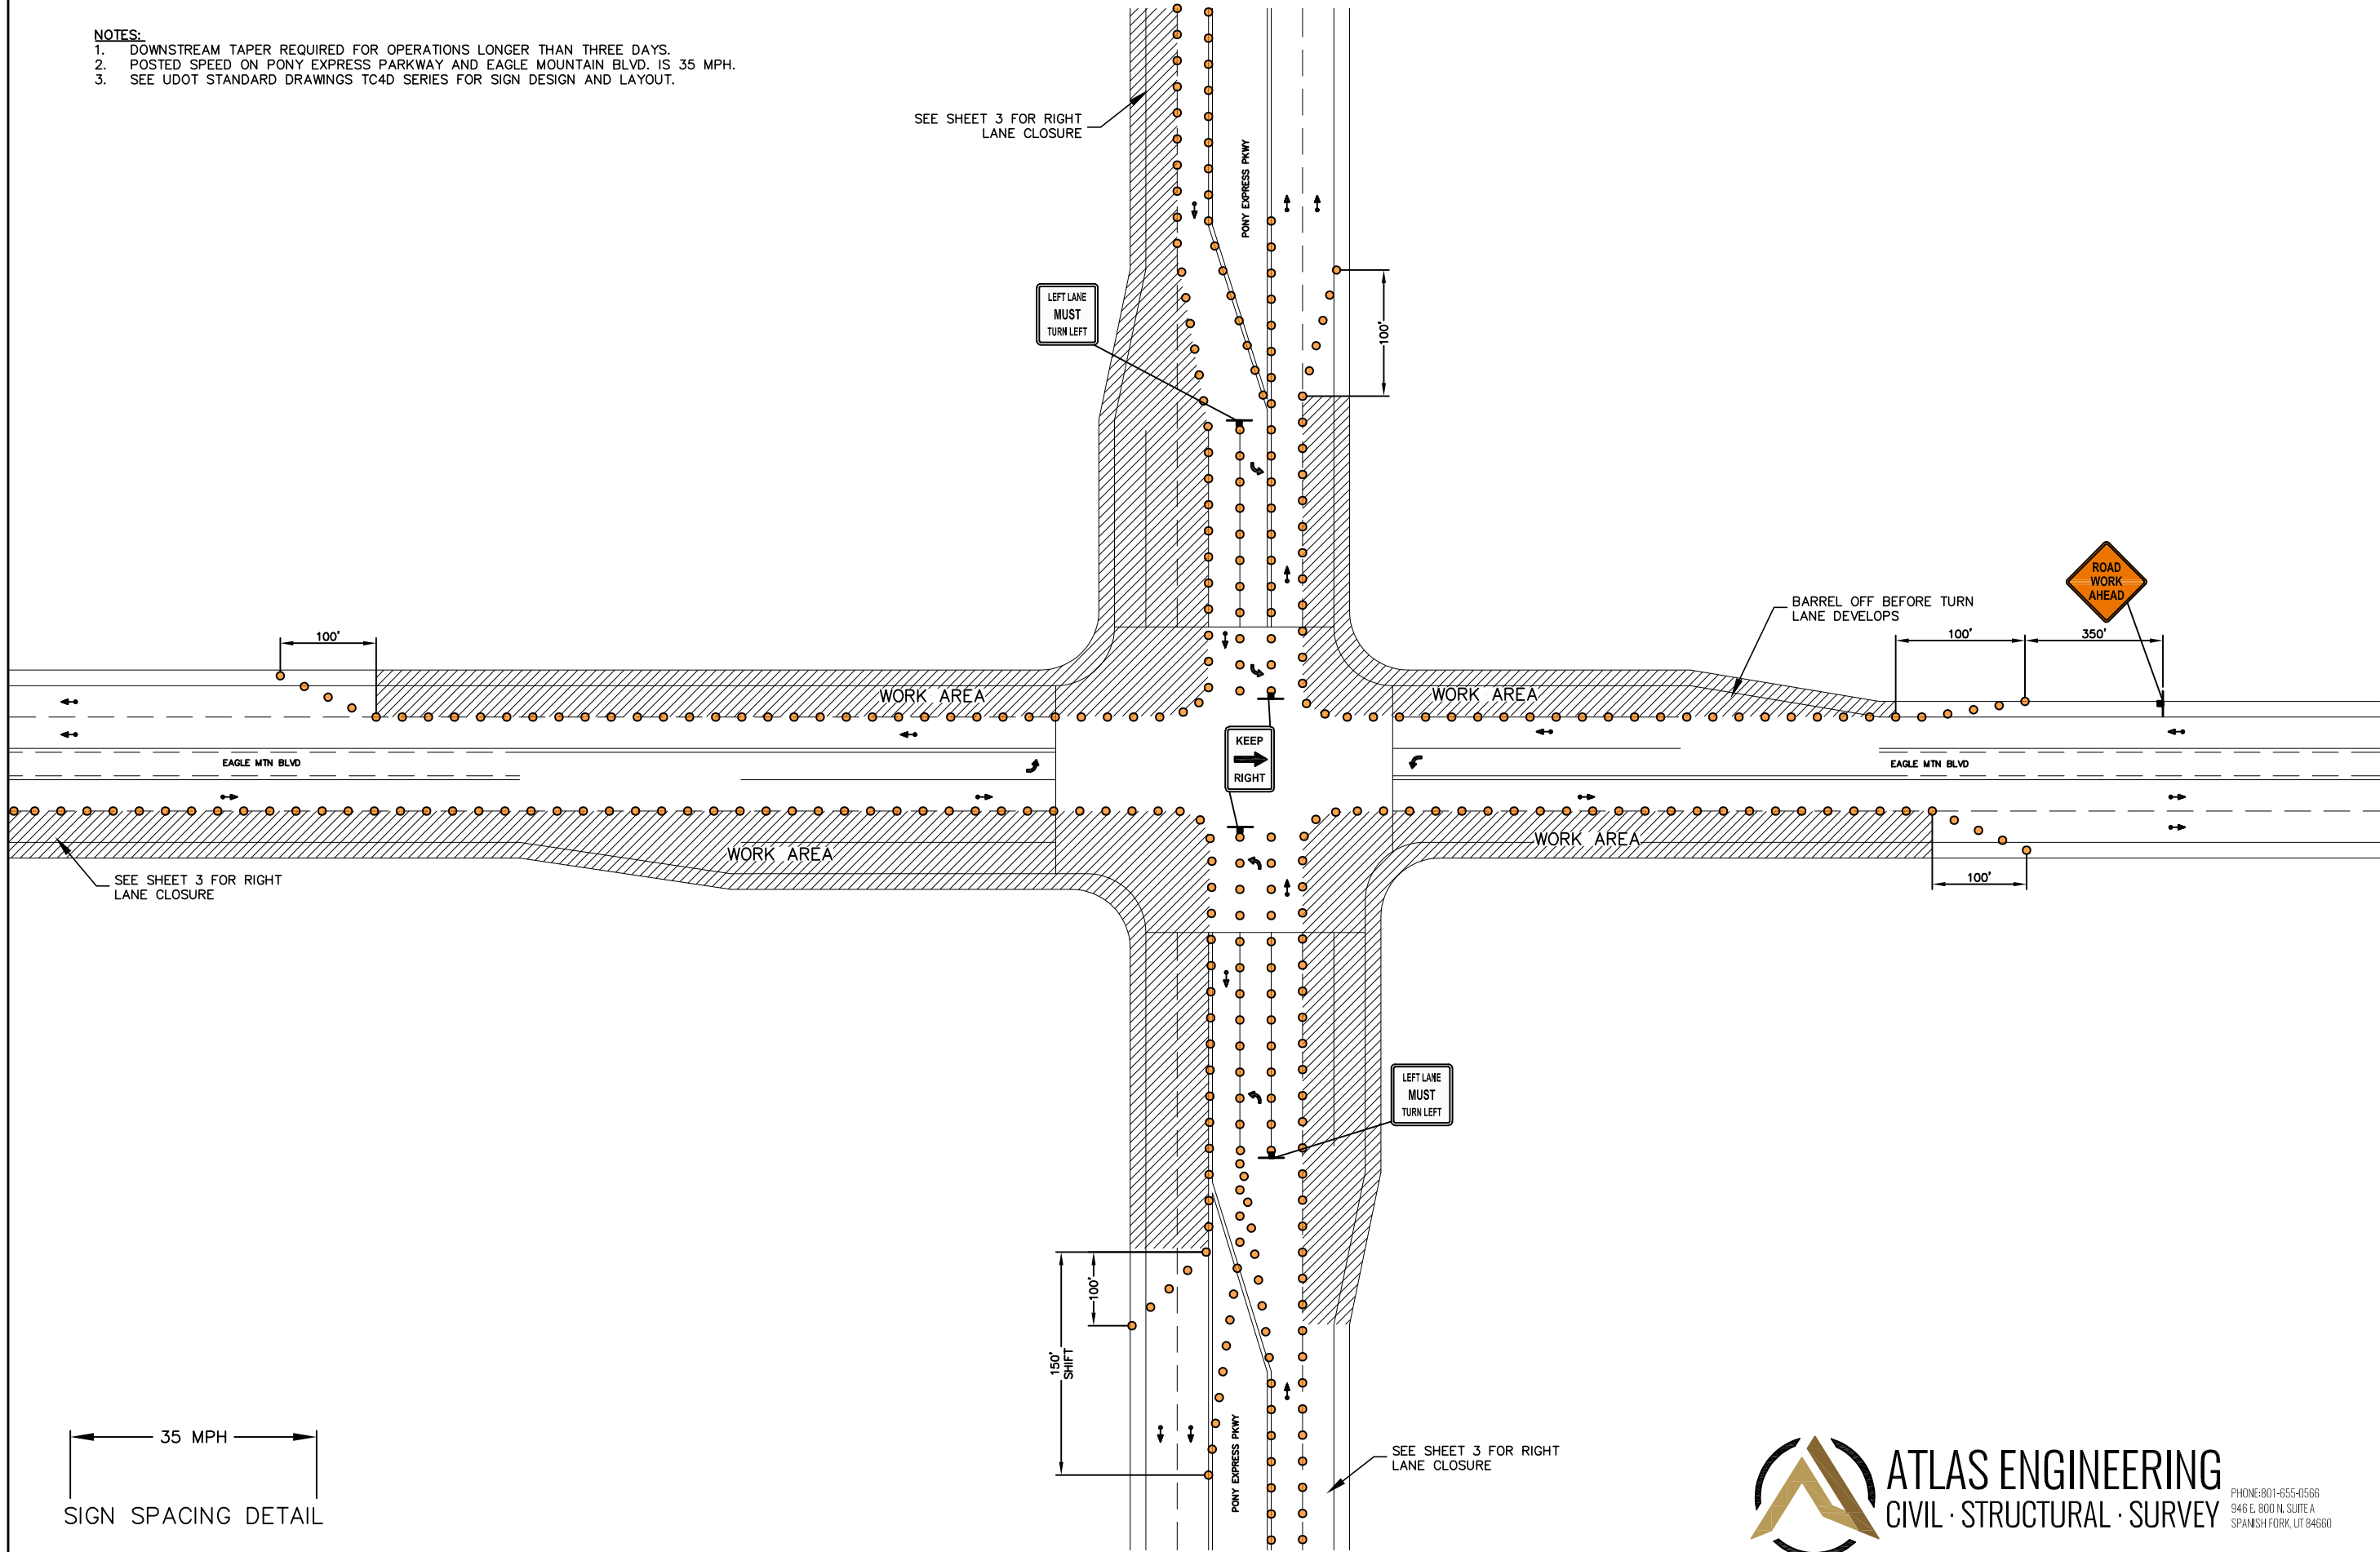 NOTES:
1. DOWNSTREAM TAPER REQUIRED FOR OPERATIONS LONGER THAN THREE DAYS.
2. POSTED SPEED ON PONY EXPRESS PARKWAY AND EAGLE MOUNTAIN BLVD. IS 35 MPH.
3. SEE UDOT STANDARD DRAWINGS TC4D SERIES FOR SIGN DESIGN AND LAYOUT.
SEE SHEET 3 FOR RIGHT
LANE CLOSURE
PONY EXPRESS PKWY
LEFT LANE
MUST
TURN LEFT
100'
ROAD
WORK
AHEAD
BARREL OFF BEFORE TURN
LANE DEVELOPS
100'
100'
350'
WORK AREA
WORK AREA
KEEP
RIGHT
EAGLE MTN BLVD
EAGLE MTN BLVD
WORK AREA
WORK AREA
SEE SHEET 3 FOR RIGHT
LANE CLOSURE
100'
LEFT LANE
MUST
TURN LEFT
100'
150'
SHIFT
PONY EXPRESS PKWY
SEE SHEET 3 FOR RIGHT
LANE CLOSURE
35 MPH
SIGN SPACING DETAIL
ATLAS ENGINEERING
CIVIL · STRUCTURAL · SURVEY
PHONE:801-655-0566
946 E. 800 N. SUITE A
SPANISH FORK, UT 84660